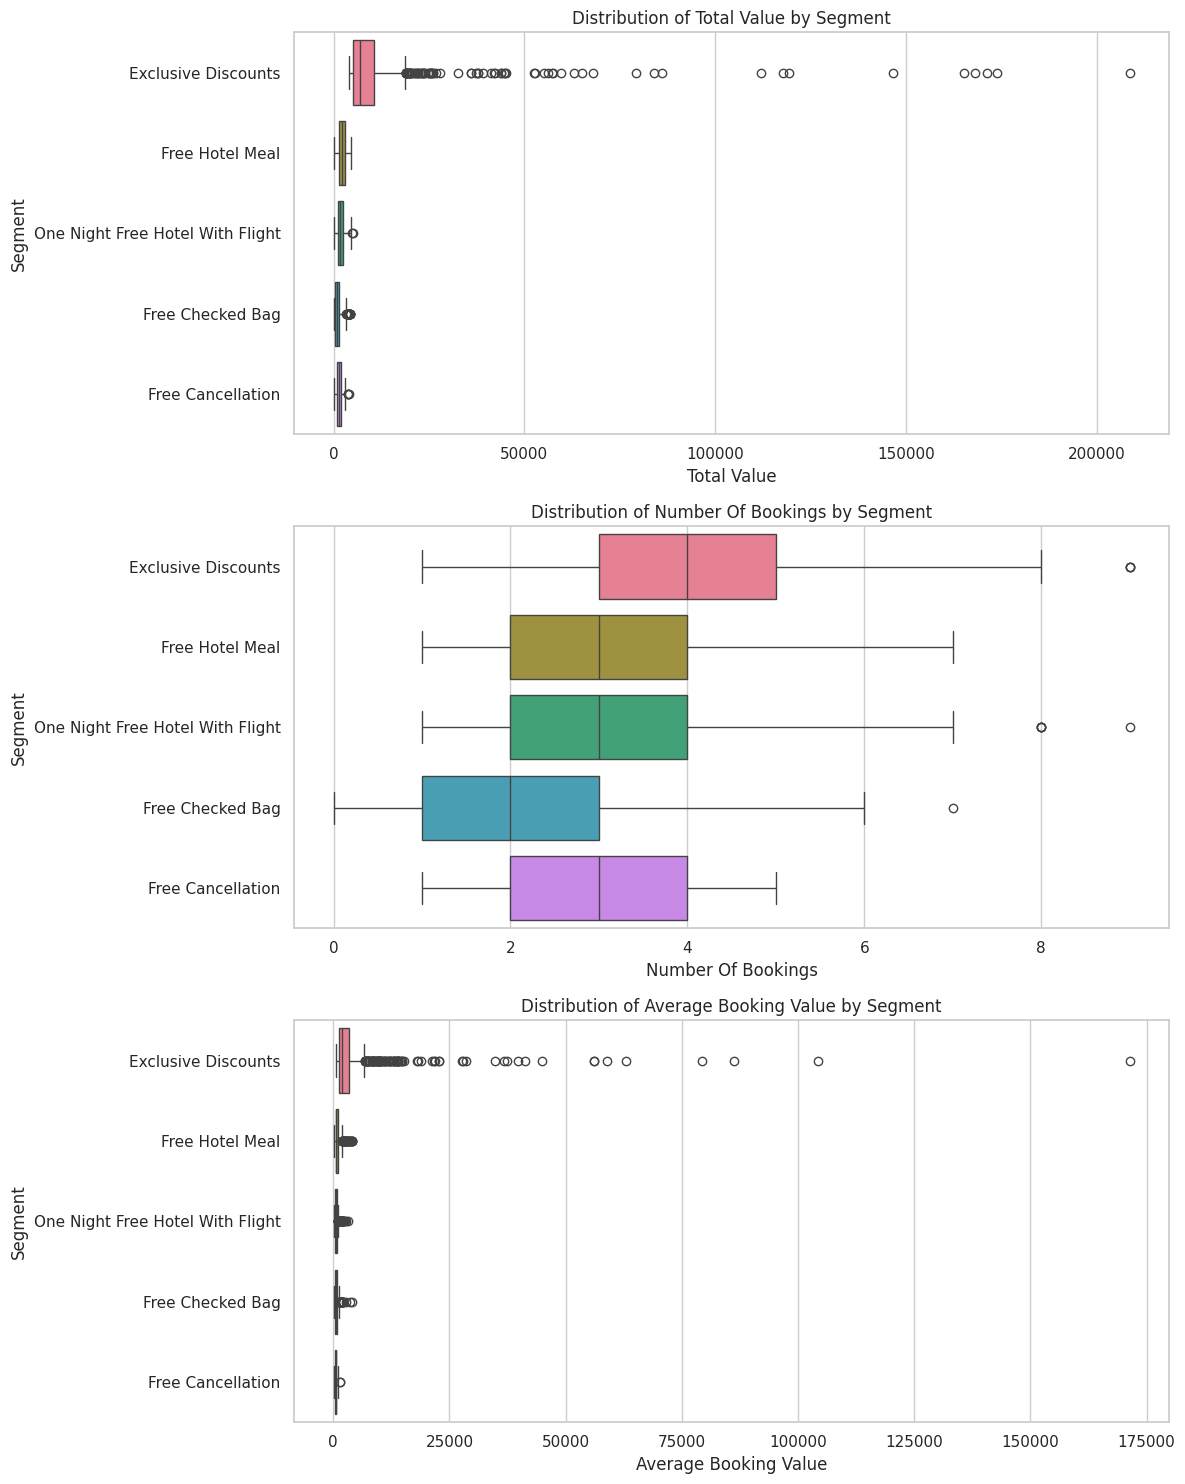 Distribution of Total Value by Segment
Segment
Exclusive Discounts
Free Hotel Meal
One Night Free Hotel With Flight
Free Checked Bag
Free Cancellation
0 50000 100000 150000 200000
Total Value
Distribution of Number Of Bookings by Segment
Segment
Exclusive Discounts
Free Hotel Meal
One Night Free Hotel With Flight
Free Checked Bag
Free Cancellation
0 2 4 6 8
Number Of Bookings
Distribution of Average Booking Value by Segment
Segment
Exclusive Discounts
Free Hotel Meal
One Night Free Hotel With Flight
Free Checked Bag
Free Cancellation
0 25000 50000 75000 100000 125000 150000 175000
Average Booking Value